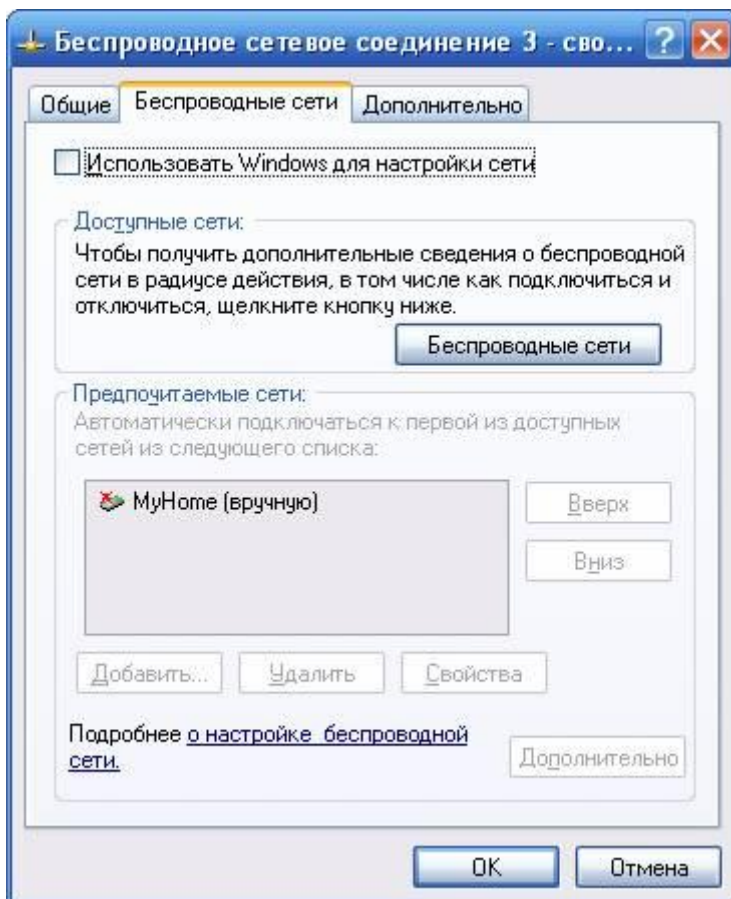 Беспроводное сетевое соединение 3 - сво...
Общие
Беспроводные сети
Дополнительно
Использовать Windows для настройки сети
Доступные сети:
Чтобы получить дополнительные сведения о беспроводной
сети в радиусе действия, в том числе как подключиться и
отключиться, щелкните кнопку ниже.
Беспроводные сети
Предпочитаемые сети:
Автоматически подключаться к первой из доступных
сетей из следующего списка:
MyHome (вручную)
Вверх
Вниз
Добавить...
Удалить
Свойства
Подробнее о настройке беспроводной
сети.
Дополнительно
OK
Отмена